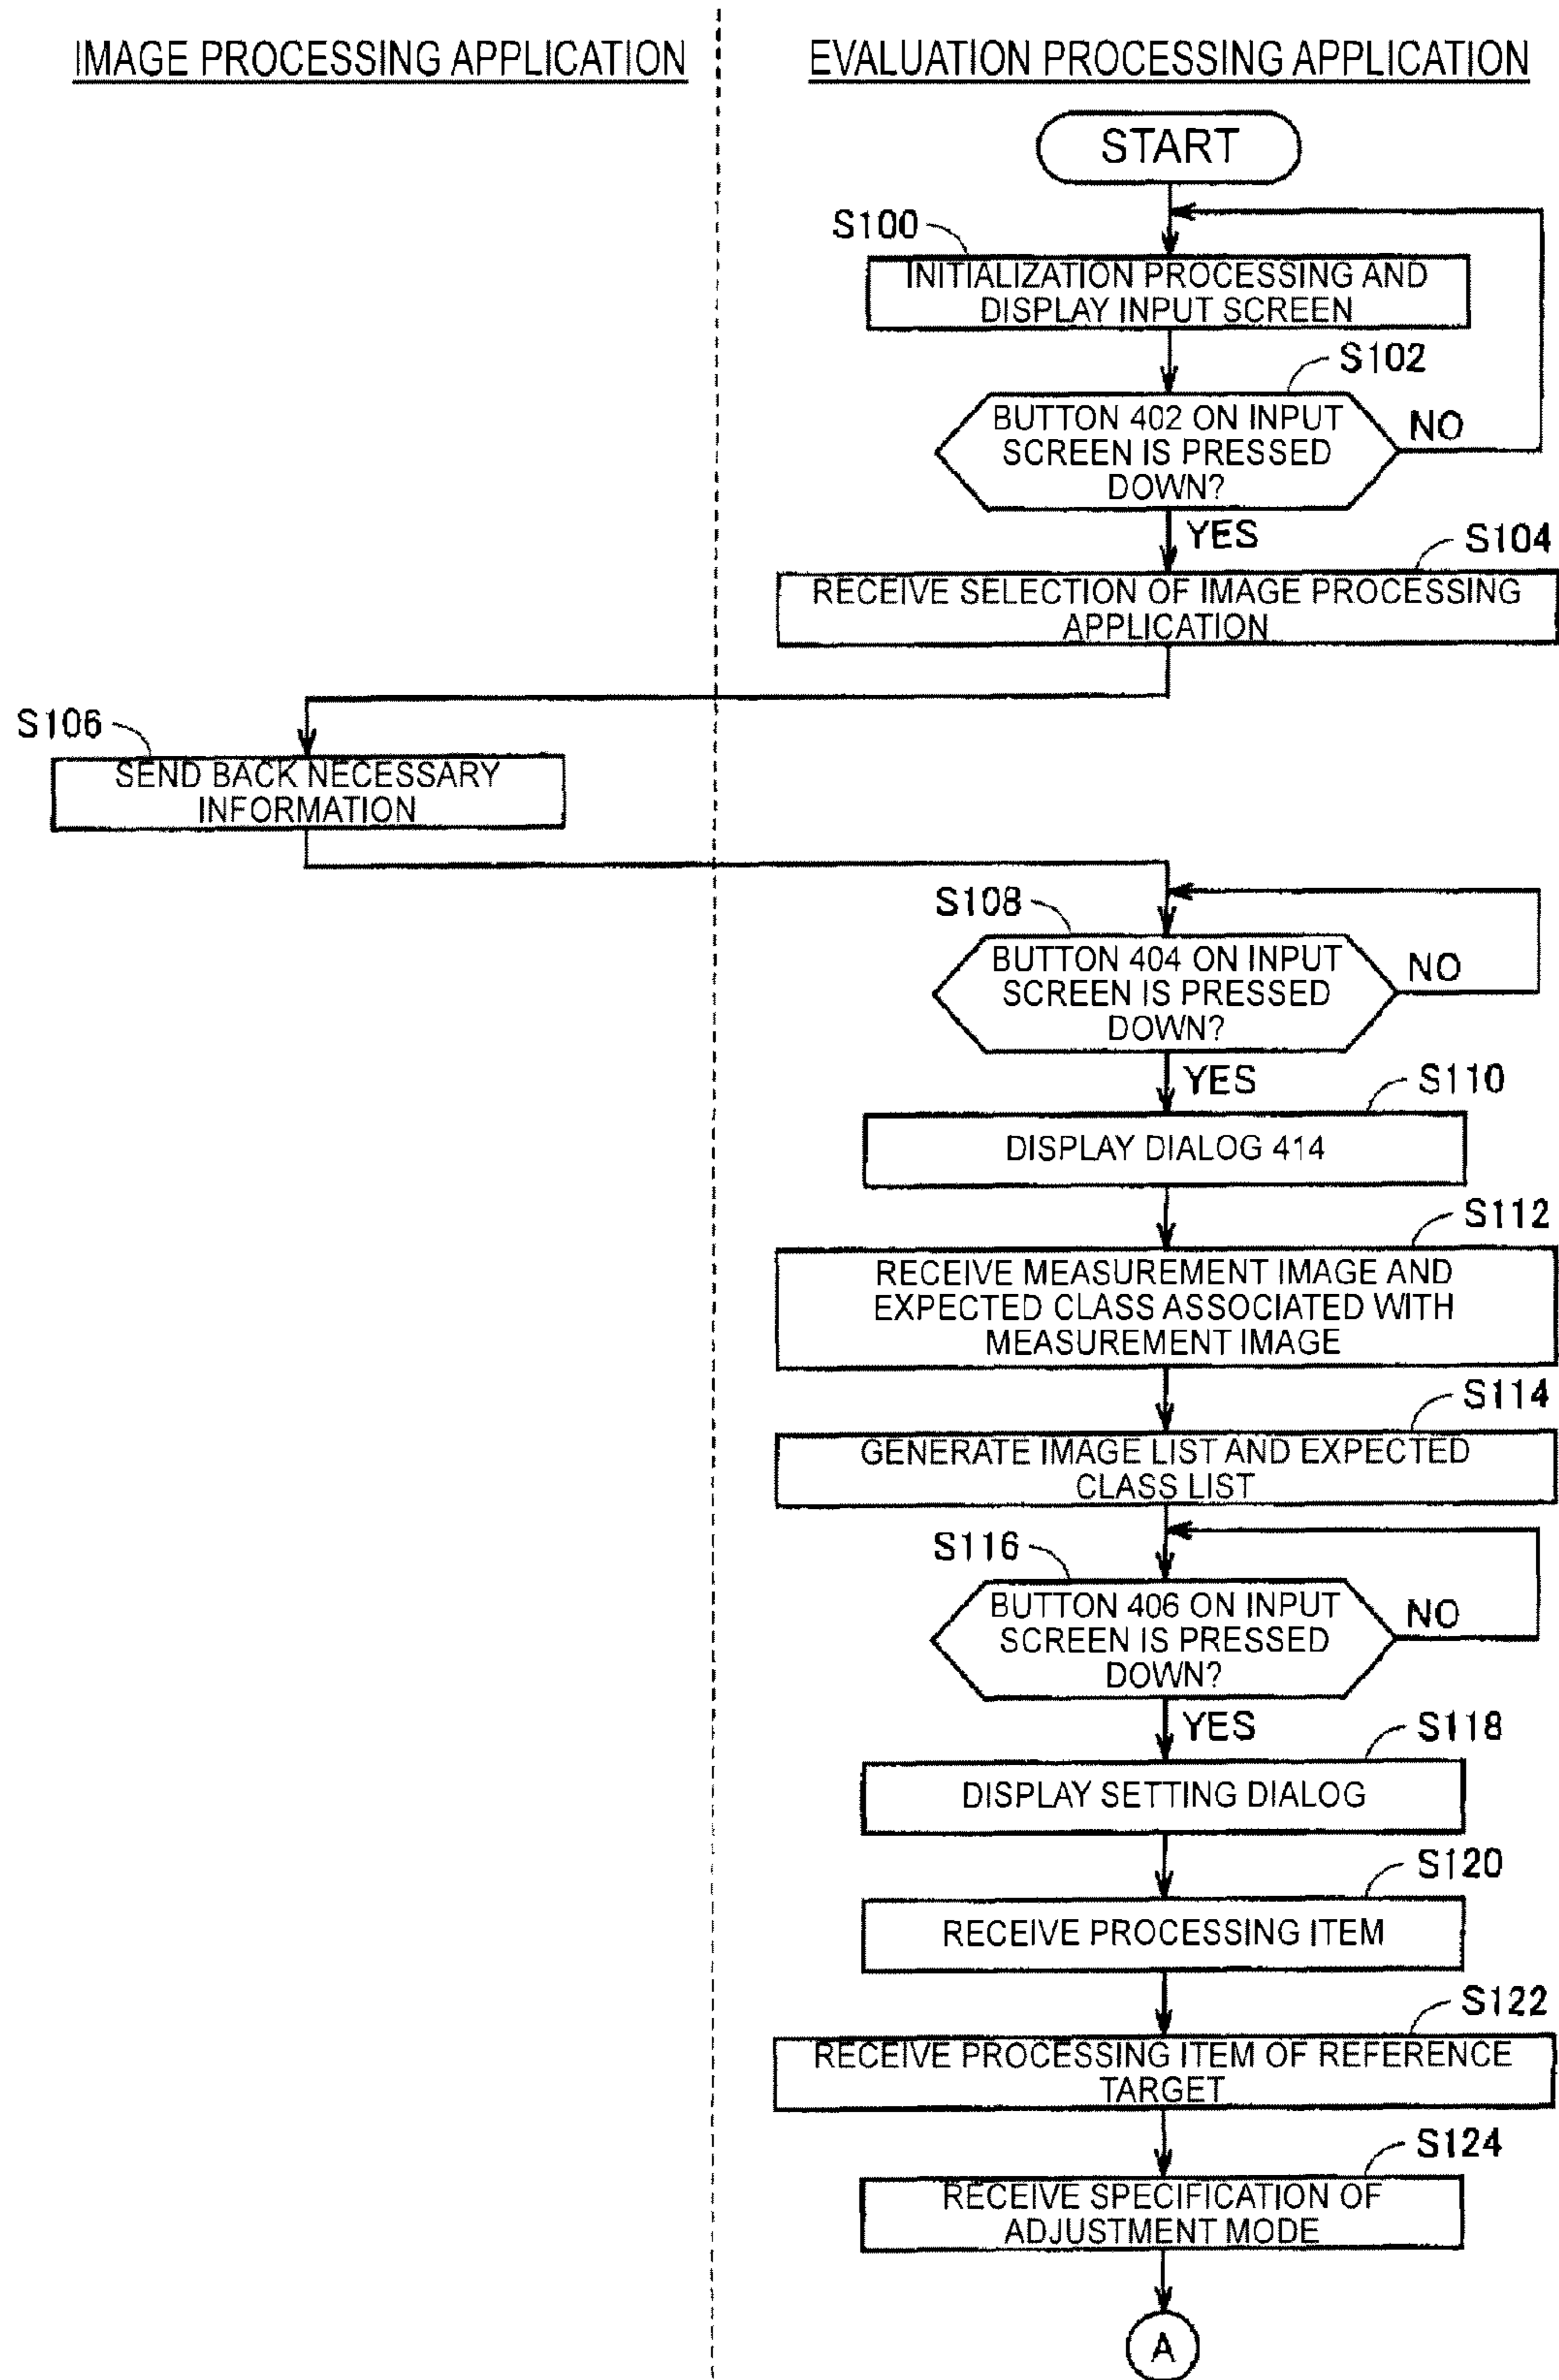 IMAGE PROCESSING APPLICATION
EVALUATION PROCESSING APPLICATION
START
S100
INITIALIZATION PROCESSING AND
DISPLAY INPUT SCREEN
S102
BUTTON 402 ON INPUT
SCREEN IS PRESSED
DOWN?
NO
YES
S104
RECEIVE SELECTION OF IMAGE PROCESSING
APPLICATION
S106
SEND BACK NECESSARY
INFORMATION
S108
BUTTON 404 ON INPUT
SCREEN IS PRESSED
DOWN?
NO
YES
S110
DISPLAY DIALOG 414
S112
RECEIVE MEASUREMENT IMAGE AND
EXPECTED CLASS ASSOCIATED WITH
MEASUREMENT IMAGE
S114
GENERATE IMAGE LIST AND EXPECTED
CLASS LIST
S116
BUTTON 406 ON INPUT
SCREEN IS PRESSED
DOWN?
NO
YES
S118
DISPLAY SETTING DIALOG
S120
RECEIVE PROCESSING ITEM
S122
RECEIVE PROCESSING ITEM OF REFERENCE
TARGET
S124
RECEIVE SPECIFICATION OF
ADJUSTMENT MODE
A